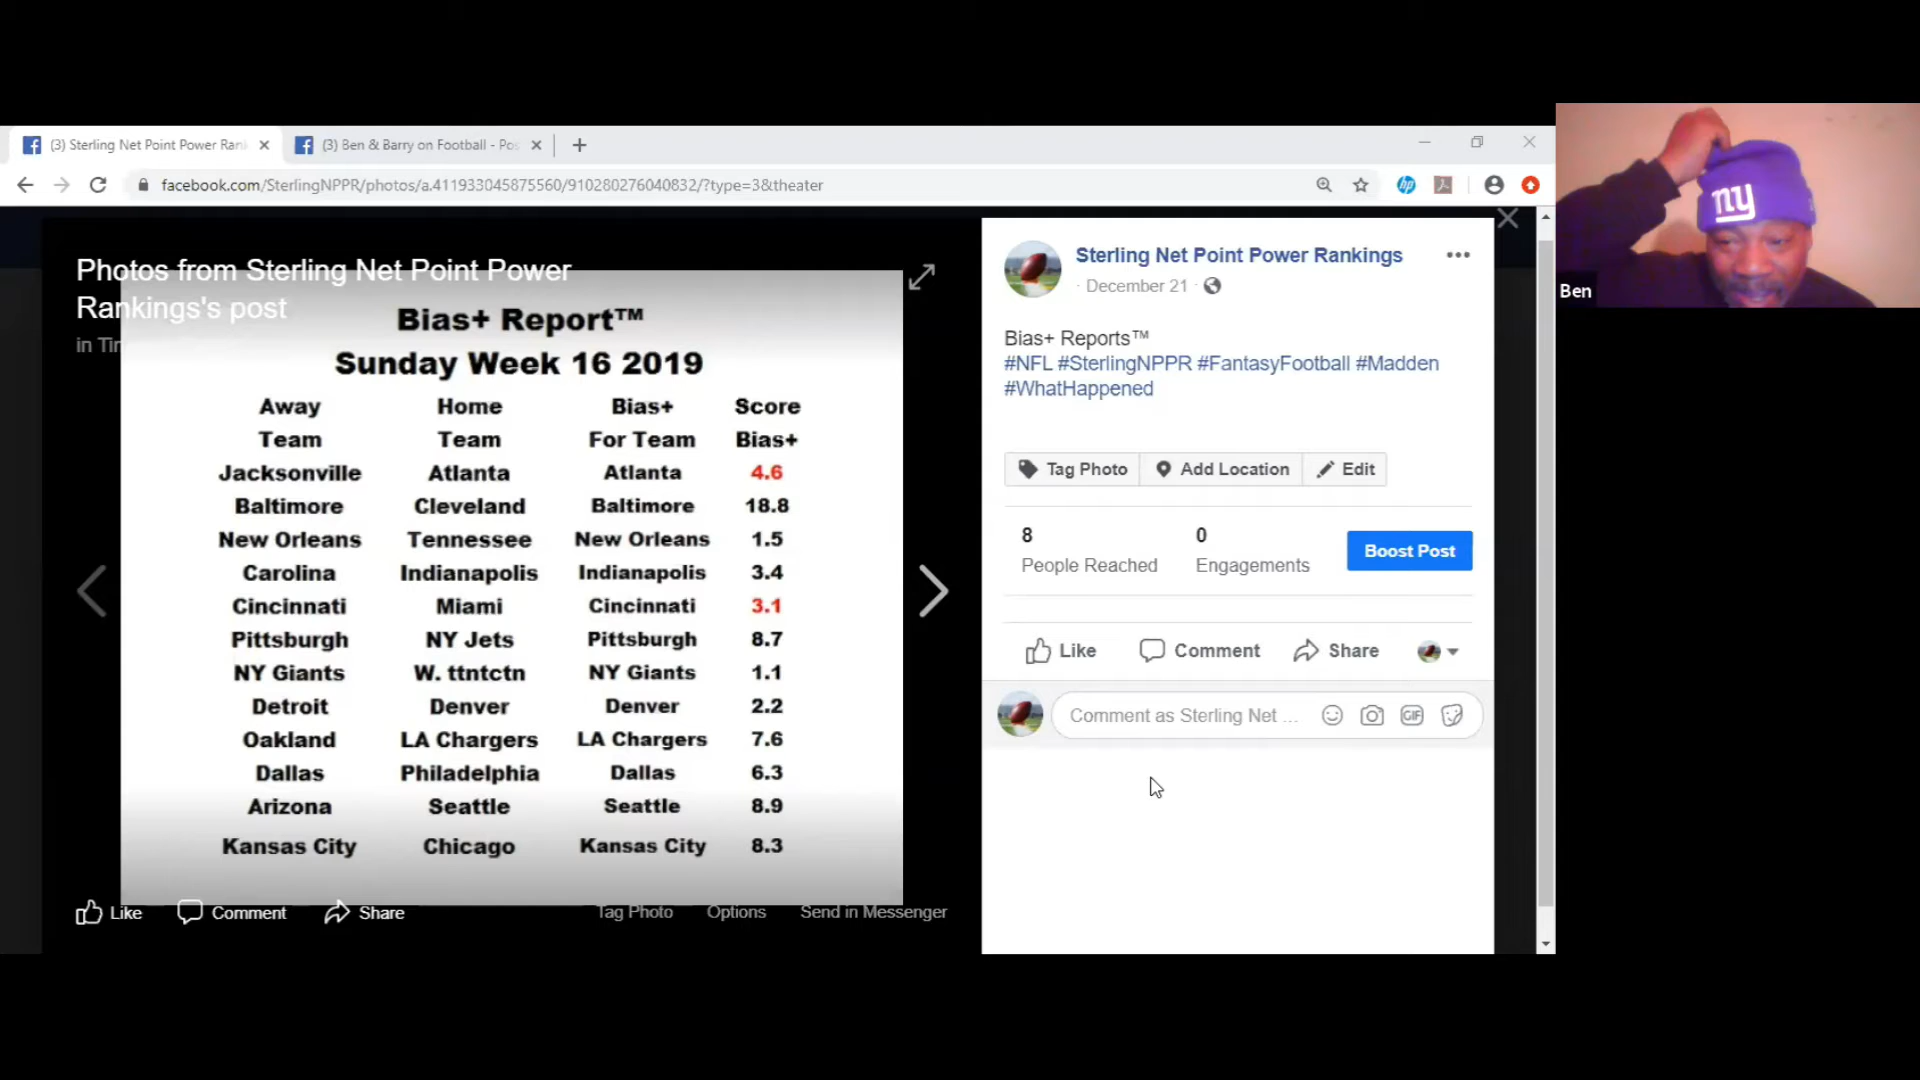 (3) Sterling Net Point Power Rank
(3) Ben & Barry on Football - Pos
facebook.com/SterlingNPPR/photos/a.411933045875560/910280276040832/?type=3&theater
hp
Photos from Sterling Net Point Power
Rankings's post
in Tir
Bias+ Report™
Sunday Week 16 2019
Away Home Bias+ Score
Team Team For Team Bias+
Jacksonville Atlanta Atlanta 4.6
Baltimore Cleveland Baltimore 18.8
New Orleans Tennessee New Orleans 1.5
Carolina Indianapolis Indianapolis 3.4
Cincinnati Miami Cincinnati 3.1
Pittsburgh NY Jets Pittsburgh 8.7
NY Giants W. ttntctn NY Giants 1.1
Detroit Denver Denver 2.2
Oakland LA Chargers LA Chargers 7.6
Dallas Philadelphia Dallas 6.3
Arizona Seattle Seattle 8.9
Kansas City Chicago Kansas City 8.3
Like Comment Share Tag Photo Options Send in Messenger
Sterling Net Point Power Rankings
· December 21 ·
Bias+ Reports™
#NFL #SterlingNPPR #FantasyFootball #Madden
#WhatHappened
Tag Photo Add Location Edit
8 0
People Reached Engagements Boost Post
Like Comment Share
Comment as Sterling Net ... GIF
ny
Ben